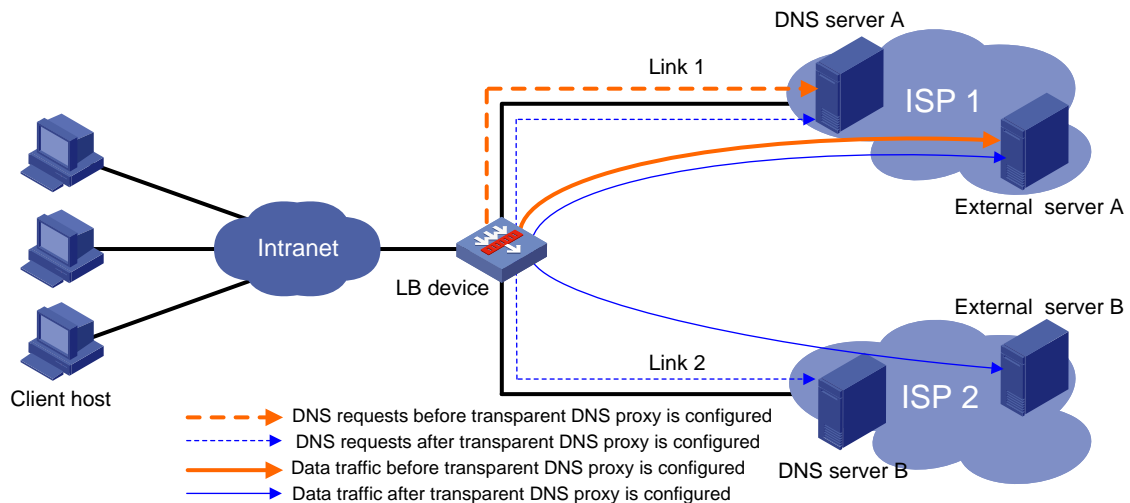 DNS server A
Link 1
ISP 1
External server A
Intranet
LB device
External server B
Link 2
ISP 2
Client host
DNS server B
DNS requests before transparent DNS proxy is configured
DNS requests after transparent DNS proxy is configured
Data traffic before transparent DNS proxy is configured
Data traffic after transparent DNS proxy is configured